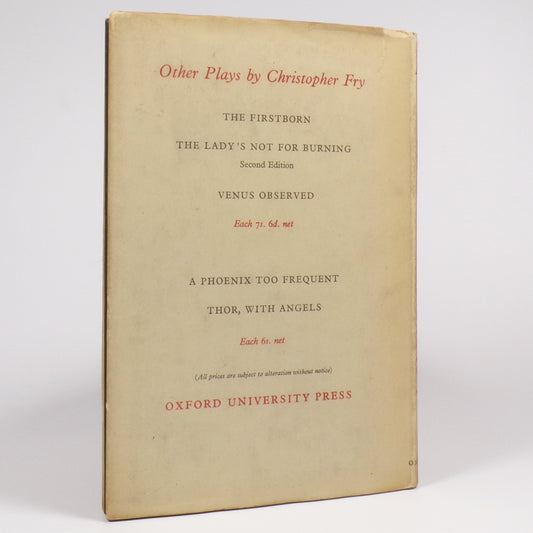 Other Plays by Christopher Fry
THE FIRSTBORN
THE LADY'S NOT FOR BURNING
Second Edition
VENUS OBSERVED
Each 7s. 6d. net
A PHOENIX TOO FREQUENT
THOR, WITH ANGELS
Each 6s. net
(All prices are subject to alteration without notice)
OXFORD UNIVERSITY PRESS